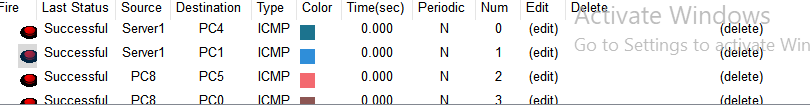 Fire Last Status Source Destination Type Color Time(sec) Periodic Num Edit Delete
Successful Server1 PC4 ICMP 0.000 N 0 (edit) (delete)
Successful Server1 PC1 ICMP 0.000 N 1 (edit) (delete)
Successful PC8 PC5 ICMP 0.000 N 2 (edit) (delete)
Successful PC8 PC0 ICMP 0.000 N 3 (edit) (delete)
Activate Windows
Go to Settings to activate Win